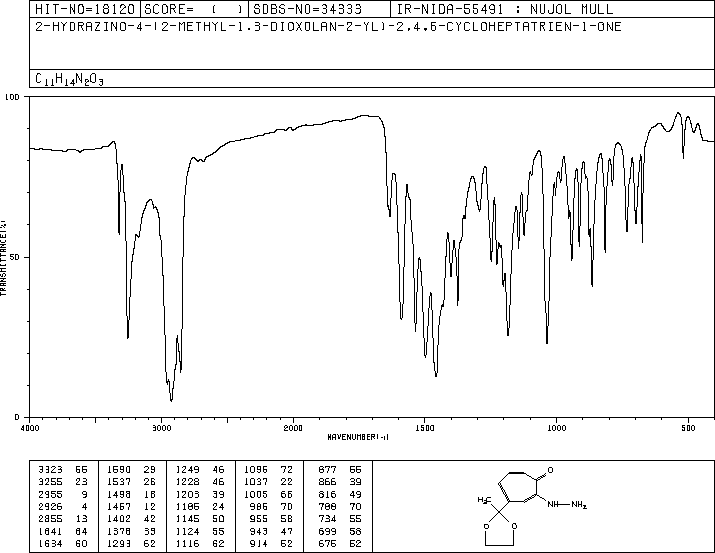 HIT-NO=18120 SCORE= ( ) SDBS-NO=34333 IR-NIDA-55491 : NUJOL MULL
2-HYDRAZINO-4-(2-METHYL-1,3-DIOXOLAN-2-YL)-2,4,6-CYCLOHEPTATRIEN-1-ONE
C11H14N2O3
100
50
0
TRANSMITTANCE(%)
4000 3000 2000 1500 1000 500
WAVENUMBER(-1)
3323 55 1590 29 1249 46 1096 72 877 55
3255 23 1537 26 1228 46 1037 22 866 39
2955 9 1498 18 1203 39 1005 66 816 49
2926 4 1457 12 1186 24 986 70 788 70
2855 13 1402 42 1145 50 955 58 734 55
1641 64 1378 35 1124 55 943 47 699 58
1634 60 1293 62 1116 62 914 52 675 52
O
H3C
NH NH2
O O